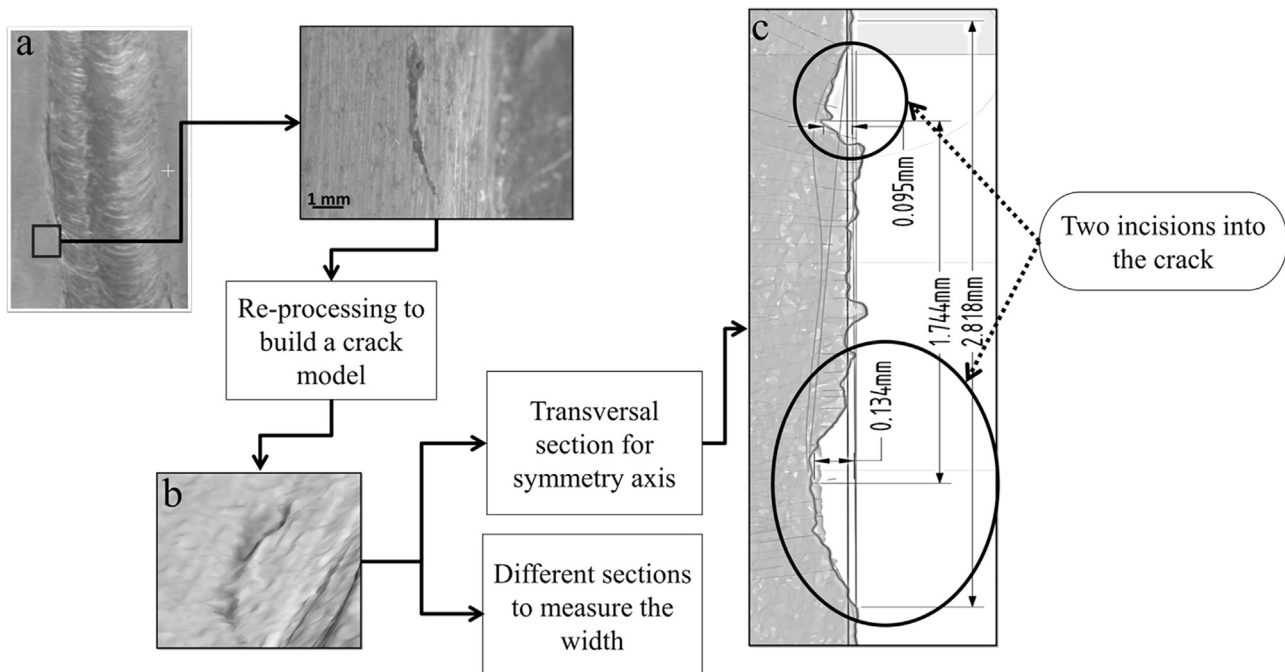 a
1 mm
Re-processing to
build a crack
model
b
Transversal
section for
symmetry axis
Different sections
to measure the
width
c
0.095mm
1.744mm
2.818mm
0.134mm
Two incisions into
the crack